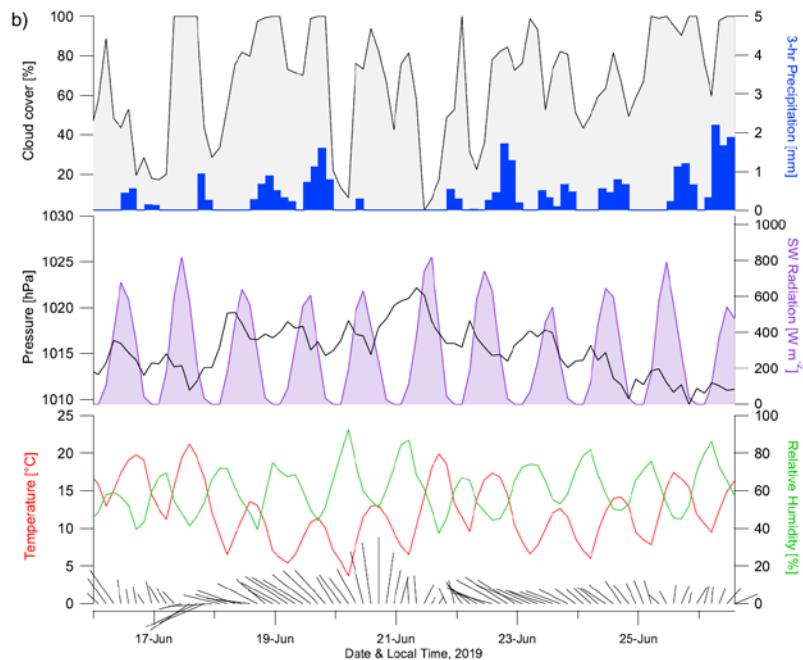 b)
100
80
60
40
20
Cloud cover [%]
5
4
3
2
1
0
3-hr Precipitation [mm]
1030
1025
1020
1015
1010
Pressure [hPa]
1000
800
600
400
200
0
SW Radiation [W m⁻²]
25
20
15
10
5
0
Temperature [°C]
100
80
60
40
20
0
Relative Humidity [%]
17-Jun
19-Jun
21-Jun
23-Jun
25-Jun
Date & Local Time, 2019